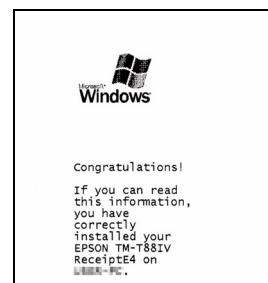 Microsoft
Windows
Congratulations!
If you can read
this information,
you have
correctly
installed your
EPSON TM-T88IV
ReceiptE4 on